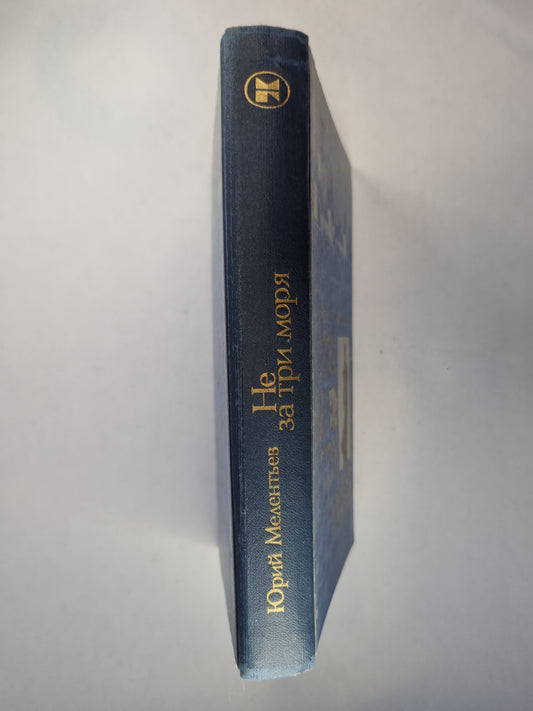 Юрий Мелентьев
Не
за три моря